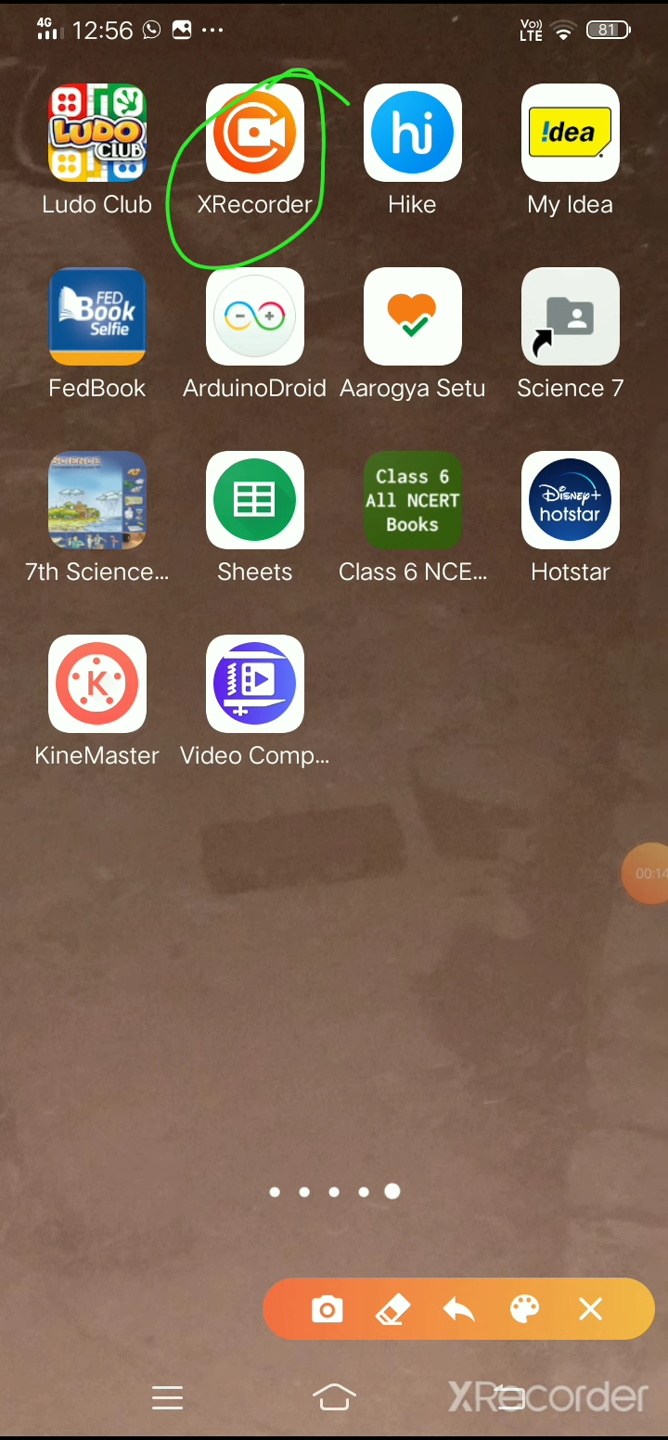 4G 12:56 Vo)) LTE 81
LUDO CLUB hi !dea
Ludo Club XRecorder Hike My Idea
FED Book Selfie
FedBook ArduinoDroid Aarogya Setu Science 7
SCIENCE Class 6 All NCERT Books Disney+ hotstar
7th Science... Sheets Class 6 NCE... Hotstar
K
KineMaster Video Comp...
00:14
XRecorder